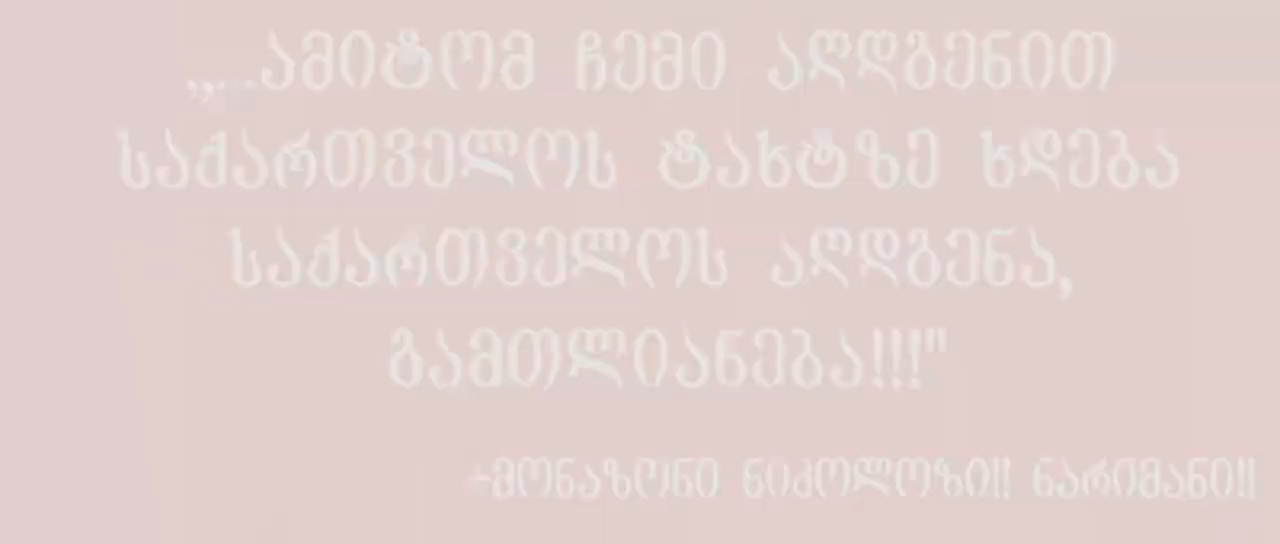 ,,...ამიტომ ჩემი აღდგენით
საქართველოს ტახტზე ხდება
საქართველოს აღდგენა,
გამთლიანება!!!"
-მონაზონი ნიკოლოზი!! ნარიმანი!!